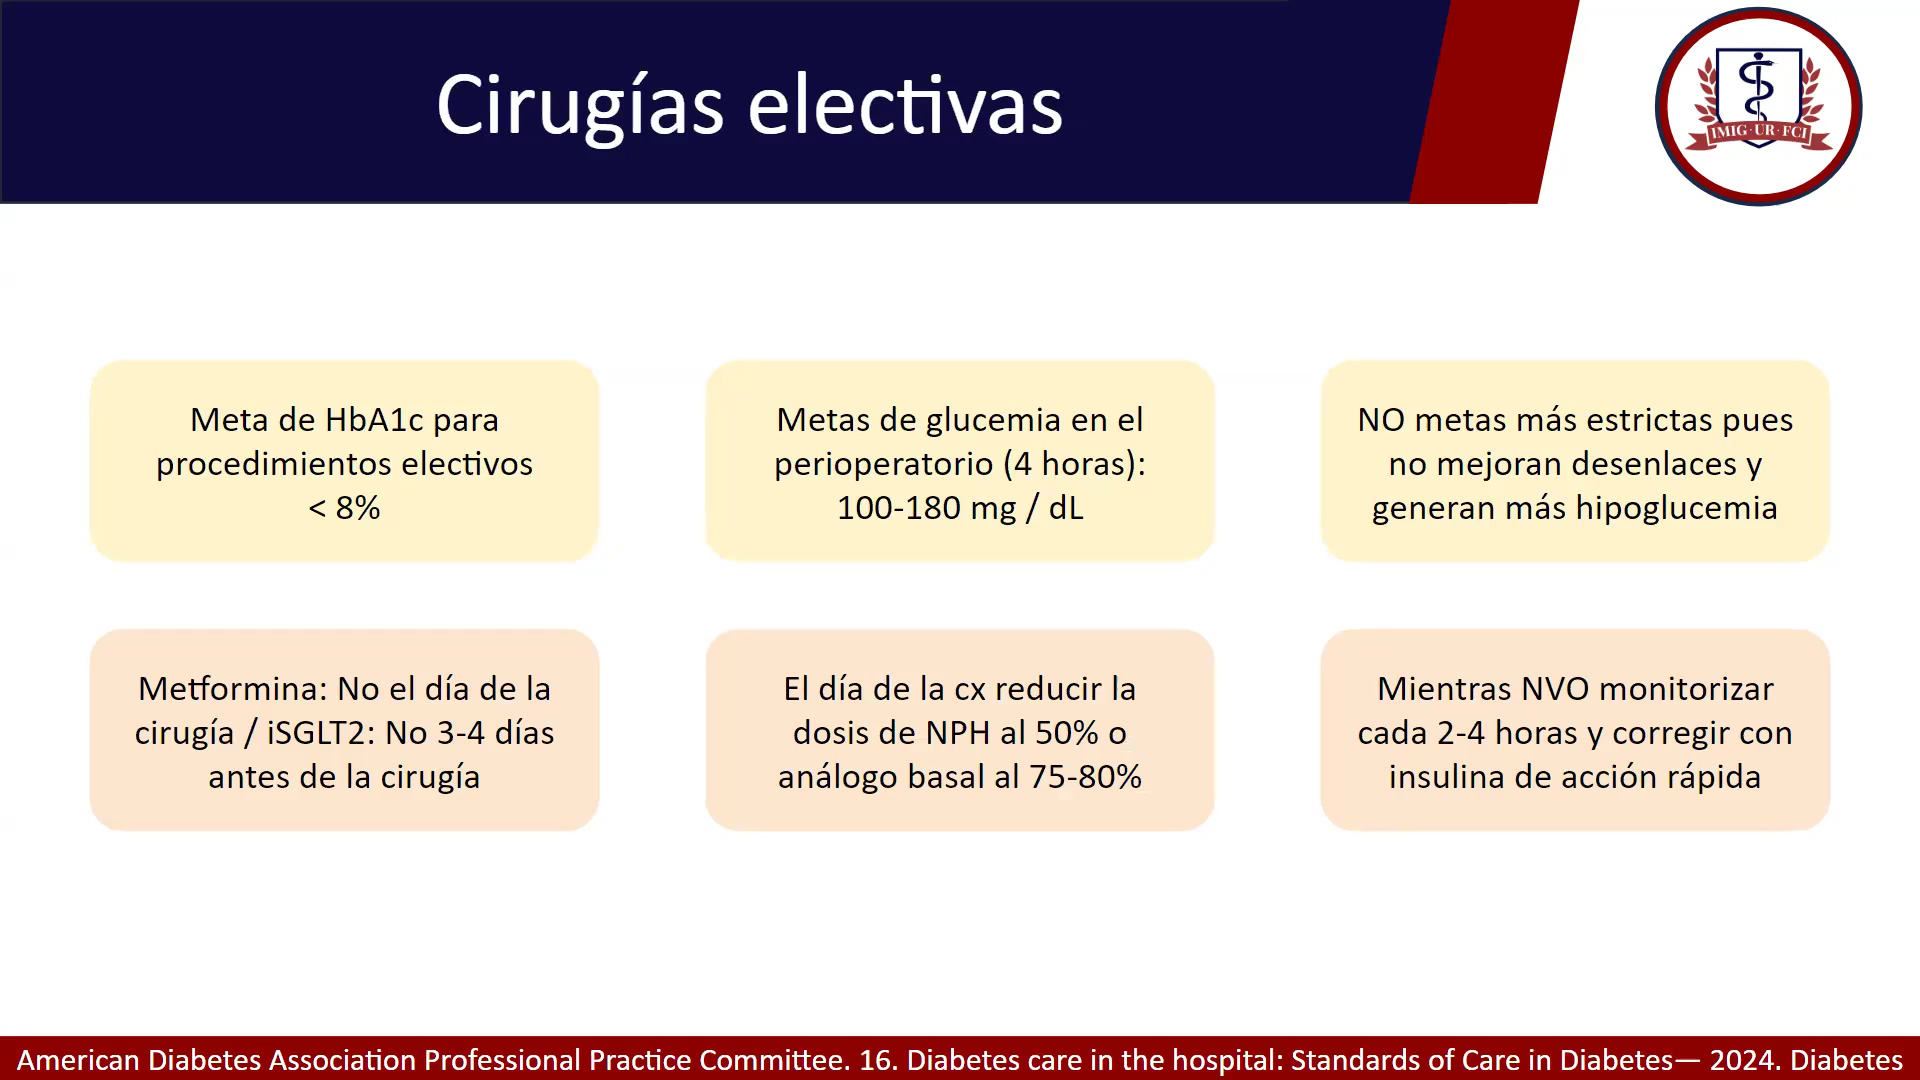 Cirugías electivas
IMIG·UR·FCI
Meta de HbA1c para
procedimientos electivos
< 8%
Metas de glucemia en el
perioperatorio (4 horas):
100-180 mg / dL
NO metas más estrictas pues
no mejoran desenlaces y
generan más hipoglucemia
Metformina: No el día de la
cirugía / iSGLT2: No 3-4 días
antes de la cirugía
El día de la cx reducir la
dosis de NPH al 50% o
análogo basal al 75-80%
Mientras NVO monitorizar
cada 2-4 horas y corregir con
insulina de acción rápida
American Diabetes Association Professional Practice Committee. 16. Diabetes care in the hospital: Standards of Care in Diabetes— 2024. Diabetes